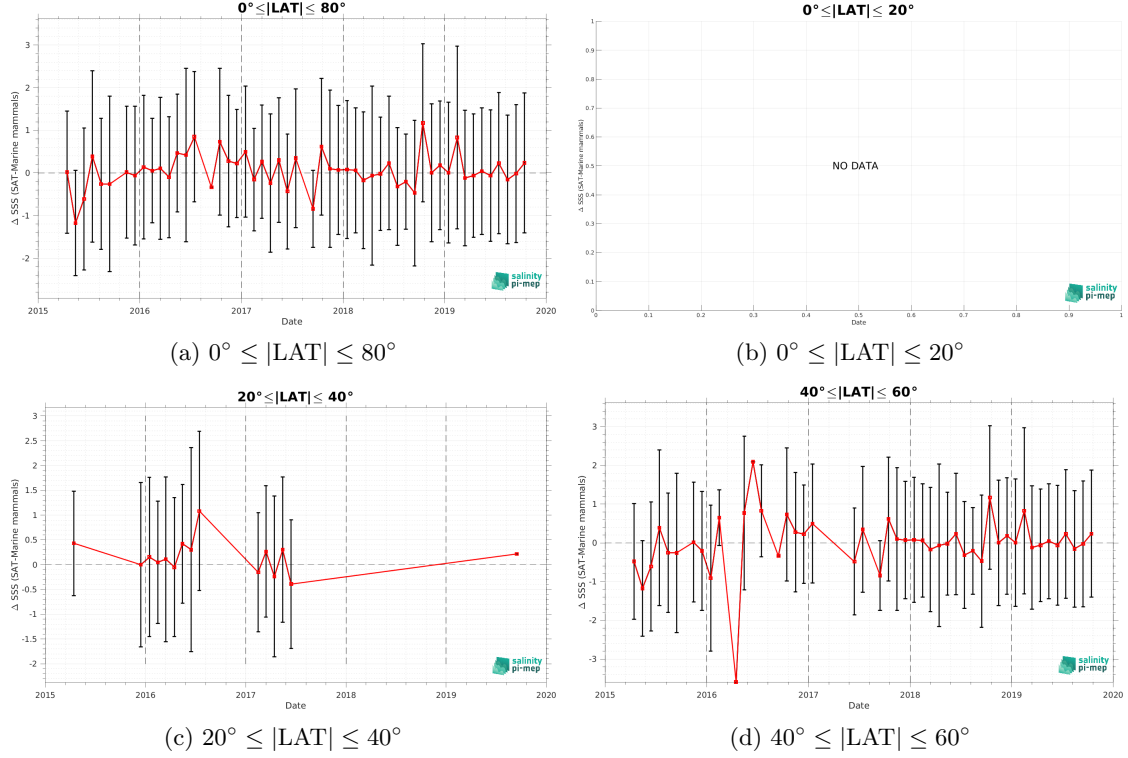 0°≤|LAT|≤ 80°
3
2
1
0
-1
-2
Δ SSS (SAT-Marine mammals)
2015
2016
2017
2018
2019
2020
Date
salinity
pi-mep
(a) 0° ≤ |LAT| ≤ 80°
0°≤|LAT|≤ 20°
1
0.9
0.8
0.7
0.6
0.5
0.4
0.3
0.2
0.1
0
Δ SSS (SAT-Marine mammals)
NO DATA
0
0.1
0.2
0.3
0.4
0.5
0.6
0.7
0.8
0.9
1
Date
salinity
pi-mep
(b) 0° ≤ |LAT| ≤ 20°
20°≤|LAT|≤ 40°
3
2.5
2
1.5
1
0.5
0
-0.5
-1
-1.5
-2
Δ SSS (SAT-Marine mammals)
2015
2016
2017
2018
2019
2020
Date
salinity
pi-mep
(c) 20° ≤ |LAT| ≤ 40°
40°≤|LAT|≤ 60°
3
2
1
0
-1
-2
-3
Δ SSS (SAT-Marine mammals)
2015
2016
2017
2018
2019
2020
Date
salinity
pi-mep
(d) 40° ≤ |LAT| ≤ 60°